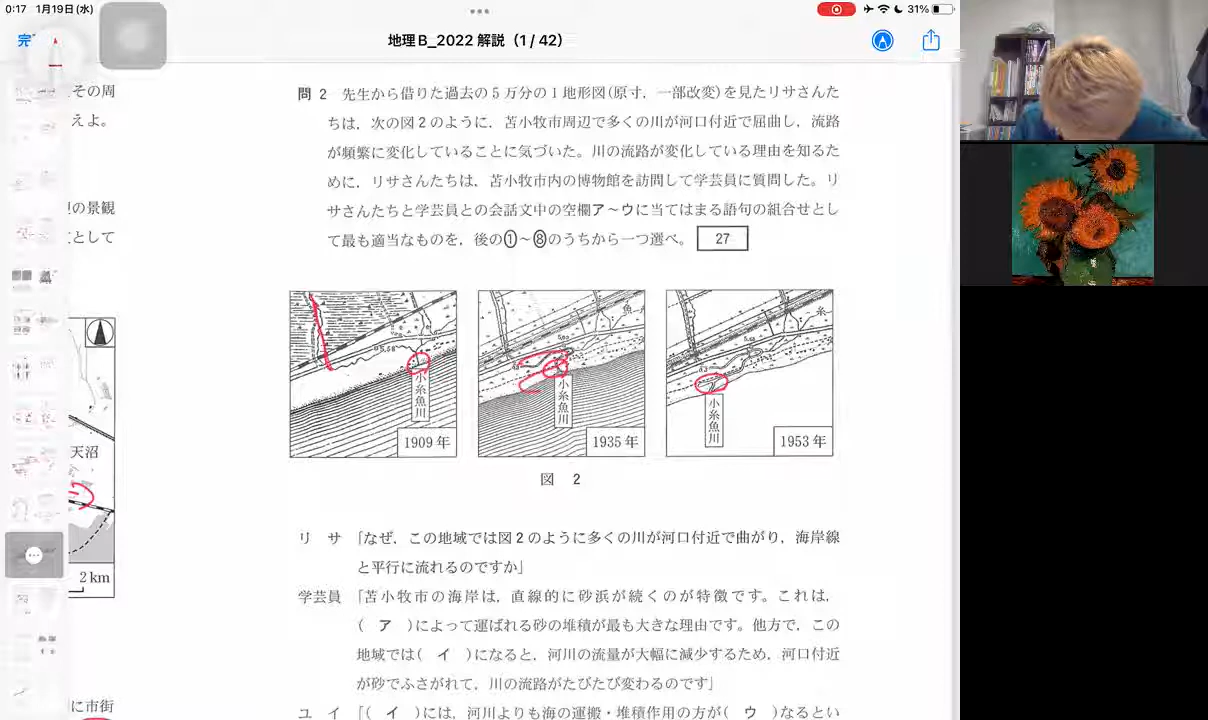 0:17 1月19日(水)
31%
完
地理B_2022 解説（1 / 42）
その周
えよ。
の景観
として
天沼
2 km
に市街
問 2 先生から借りた過去の5万分の1地形図(原寸，一部改変)を見たリサさんた
ちは，次の図2のように，苫小牧市周辺で多くの川が河口付近で屈曲し，流路
が頻繁に変化していることに気づいた。川の流路が変化している理由を知るた
めに，リサさんたちは，苫小牧市内の博物館を訪問して学芸員に質問した。リ
サさんたちと学芸員との会話文中の空欄ア～ウに当てはまる語句の組合せとし
て最も適当なものを，後の①～⑧のうちから一つ選べ。 27
小糸魚川
1909 年
小糸魚川
1935 年
小糸魚川
1953 年
図 2
リ サ 「なぜ，この地域では図2のように多くの川が河口付近で曲がり，海岸線
と平行に流れるのですか」
学芸員 「苫小牧市の海岸は，直線的に砂浜が続くのが特徴です。これは，
( ア )によって運ばれる砂の堆積が最も大きな理由です。他方で，この
地域では( イ )になると，河川の流量が大幅に減少するため，河口付近
が砂でふさがれて，川の流路がたびたび変わるのです」
ユ イ 「( イ )には，河川よりも海の運搬・堆積作用の方が( ウ )なるとい